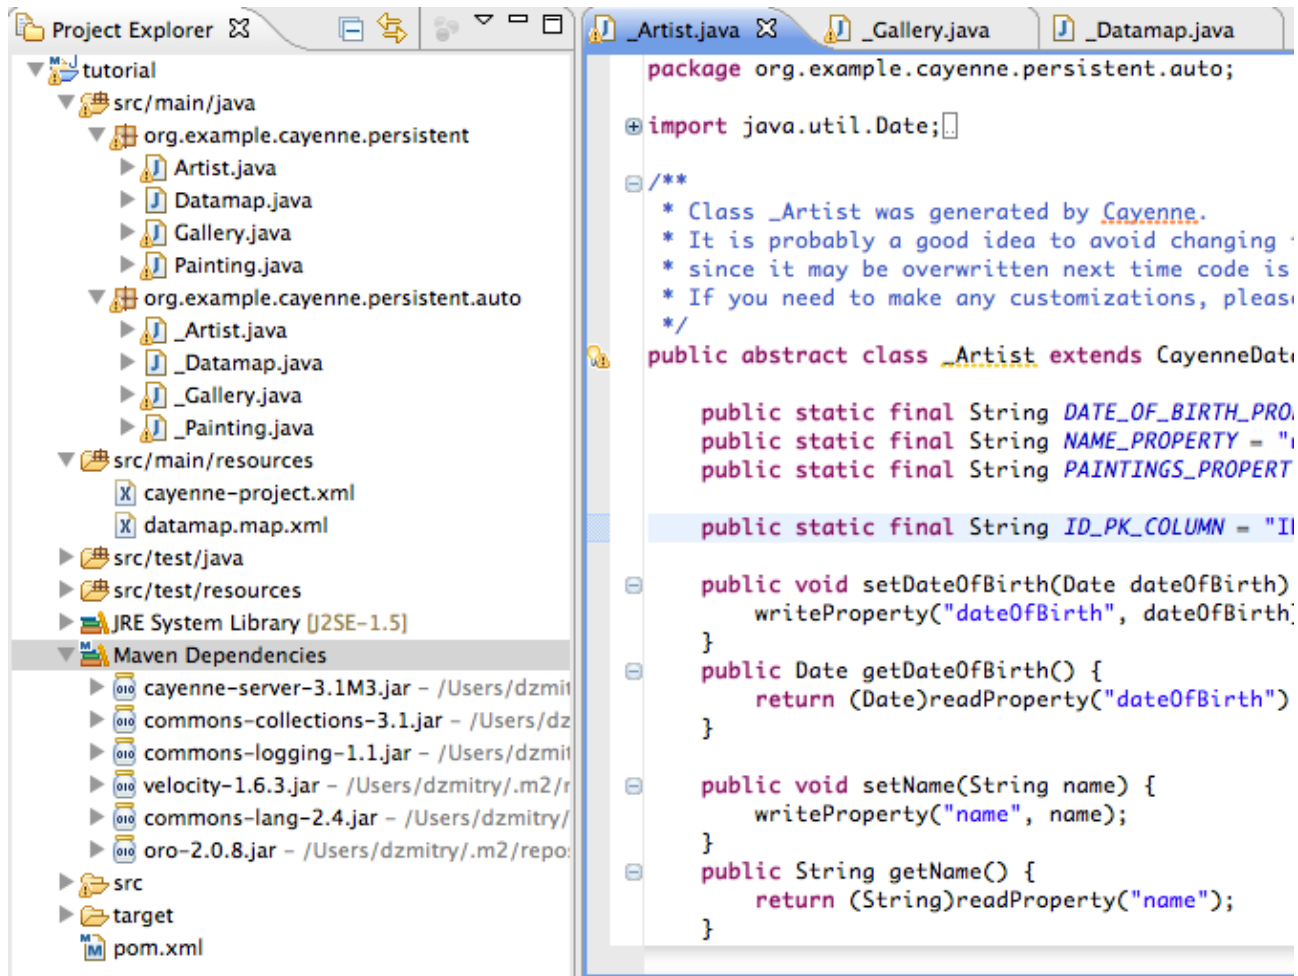 Project Explorer
tutorial
src/main/java
org.example.cayenne.persistent
Artist.java
Datamap.java
Gallery.java
Painting.java
org.example.cayenne.persistent.auto
_Artist.java
_Datamap.java
_Gallery.java
_Painting.java
src/main/resources
cayenne-project.xml
datamap.map.xml
src/test/java
src/test/resources
JRE System Library [J2SE-1.5]
Maven Dependencies
cayenne-server-3.1M3.jar - /Users/dzmit
commons-collections-3.1.jar - /Users/dz
commons-logging-1.1.jar - /Users/dzmit
velocity-1.6.3.jar - /Users/dzmitry/.m2/r
commons-lang-2.4.jar - /Users/dzmitry/
oro-2.0.8.jar - /Users/dzmitry/.m2/repo
src
target
pom.xml
_Artist.java
_Gallery.java
_Datamap.java
package org.example.cayenne.persistent.auto;
import java.util.Date;
/**
* Class _Artist was generated by Cayenne.
* It is probably a good idea to avoid changing
* since it may be overwritten next time code is
* If you need to make any customizations, please
*/
public abstract class _Artist extends CayenneDat
public static final String DATE_OF_BIRTH_PRO
public static final String NAME_PROPERTY = "
public static final String PAINTINGS_PROPERT
public static final String ID_PK_COLUMN = "I
public void setDateOfBirth(Date dateOfBirth)
writeProperty("dateOfBirth", dateOfBirth)
}
public Date getDateOfBirth() {
return (Date)readProperty("dateOfBirth")
}
public void setName(String name) {
writeProperty("name", name);
}
public String getName() {
return (String)readProperty("name");
}